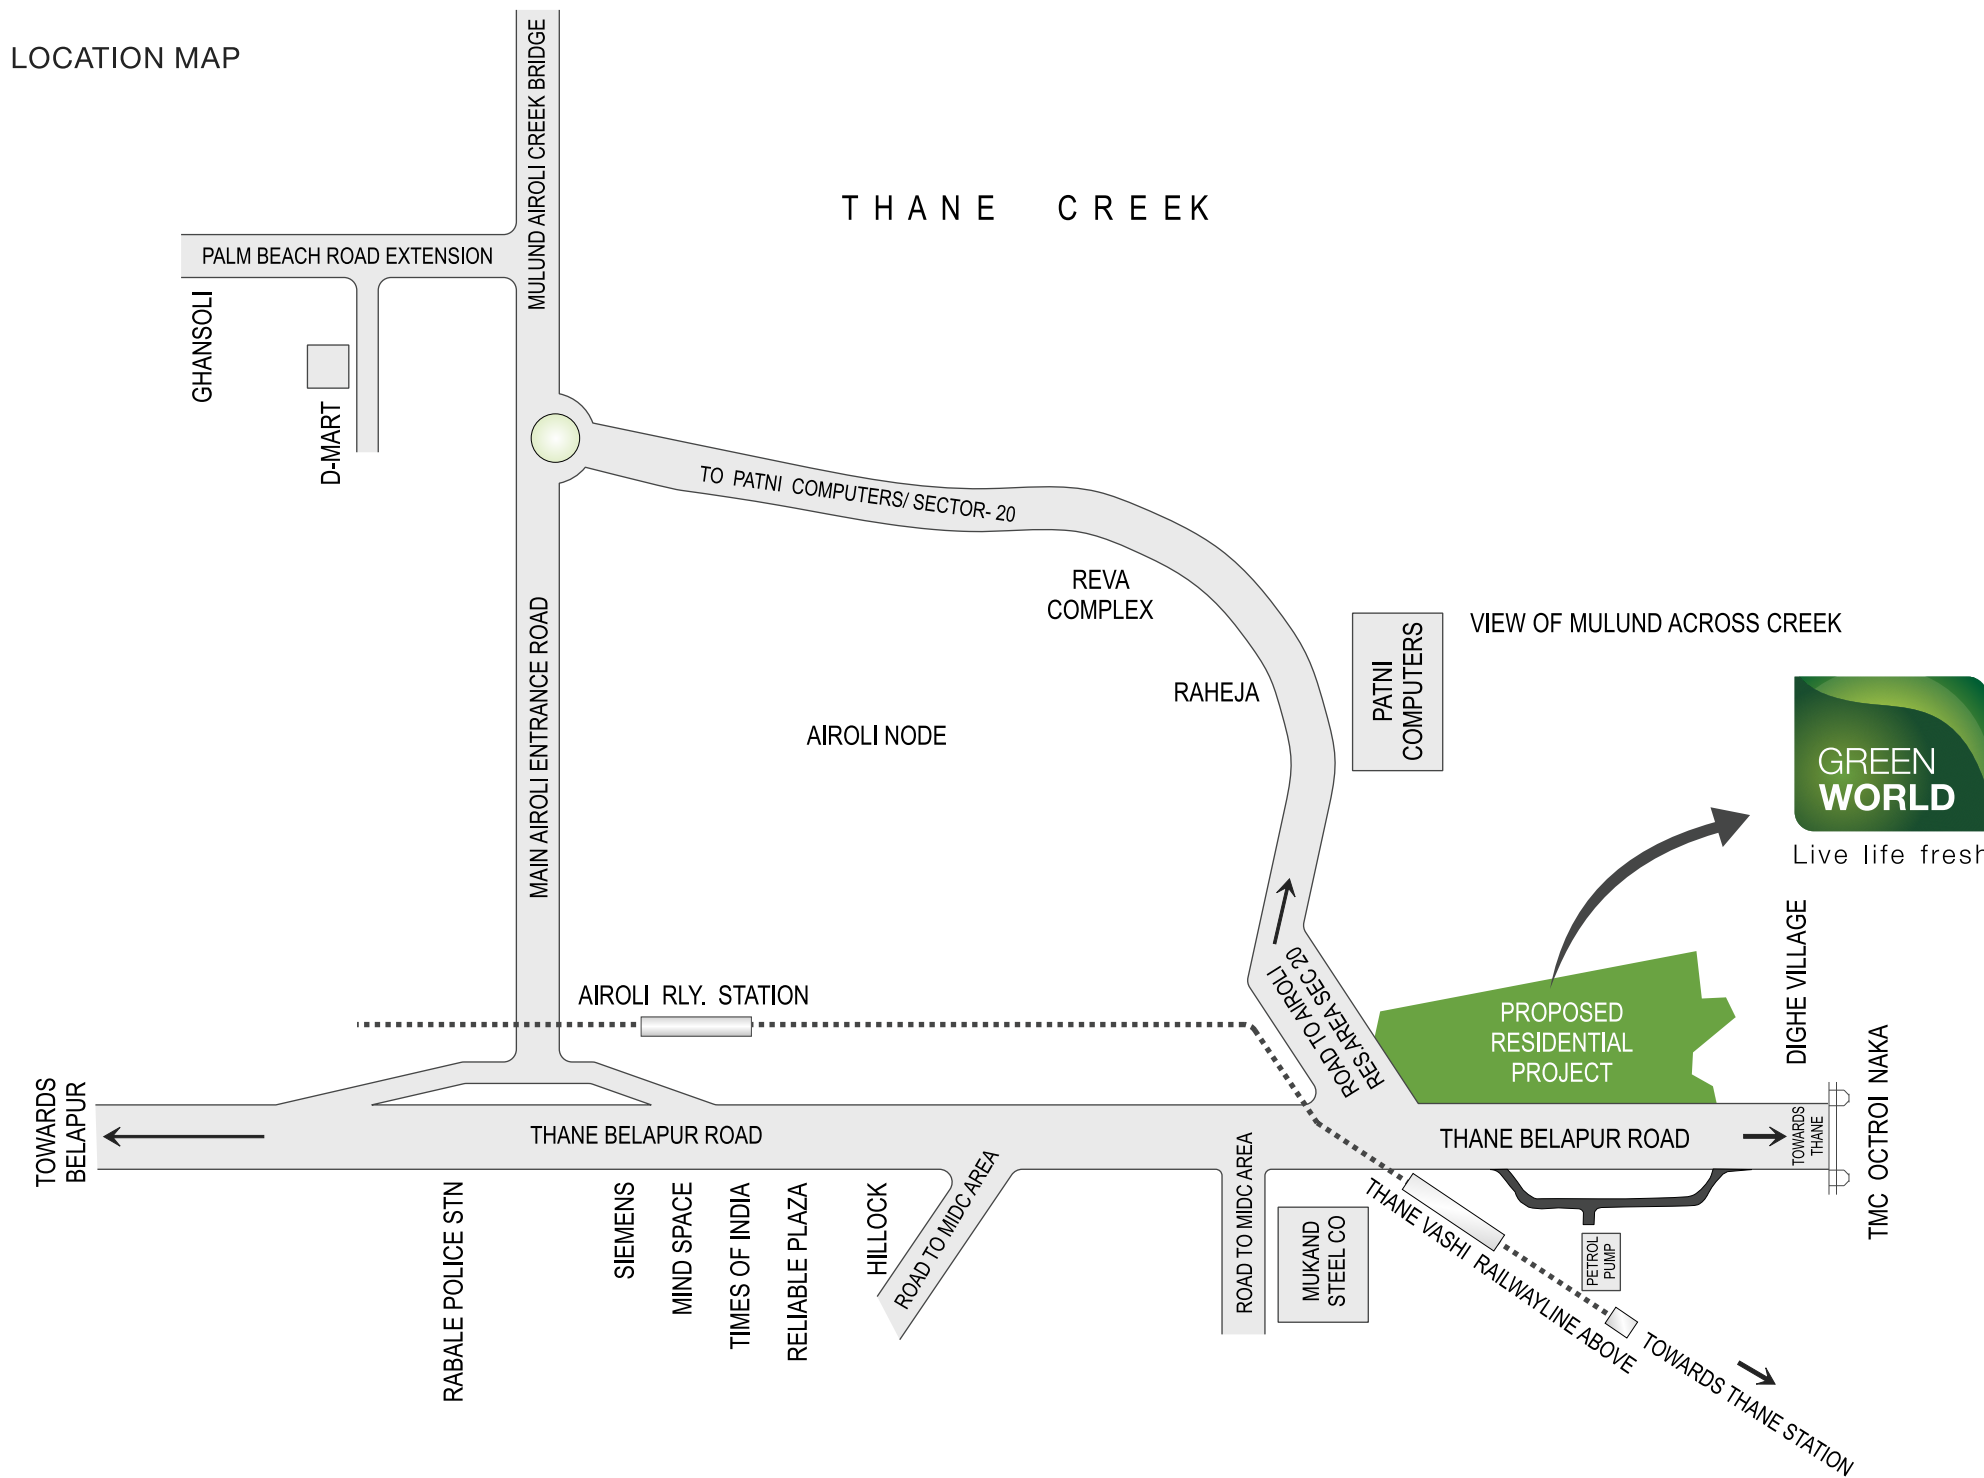 LOCATION MAP
MULUND AIROLI CREEK BRIDGE
THANE CREEK
PALM BEACH ROAD EXTENSION
GHANSOLI
D-MART
TO PATNI COMPUTERS/ SECTOR- 20
REVA
COMPLEX
PATNI
COMPUTERS
VIEW OF MULUND ACROSS CREEK
RAHEJA
AIROLI NODE
MAIN AIROLI ENTRANCE ROAD
GREEN
WORLD
Live life fresh
DIGHE VILLAGE
AIROLI RLY. STATION
ROAD TO AIROLI
RES.AREA SEC 20
PROPOSED
RESIDENTIAL
PROJECT
TMC OCTROI NAKA
TOWARDS
BELAPUR
THANE BELAPUR ROAD
THANE BELAPUR ROAD
TOWARDS
THANE
RABALE POLICE STN
SIEMENS
MIND SPACE
TIMES OF INDIA
RELIABLE PLAZA
HILLOCK
ROAD TO MIDC AREA
ROAD TO MIDC AREA
MUKAND
STEEL CO
THANE VASHI RAILWAYLINE ABOVE
PETROL
PUMP
TOWARDS THANE STATION